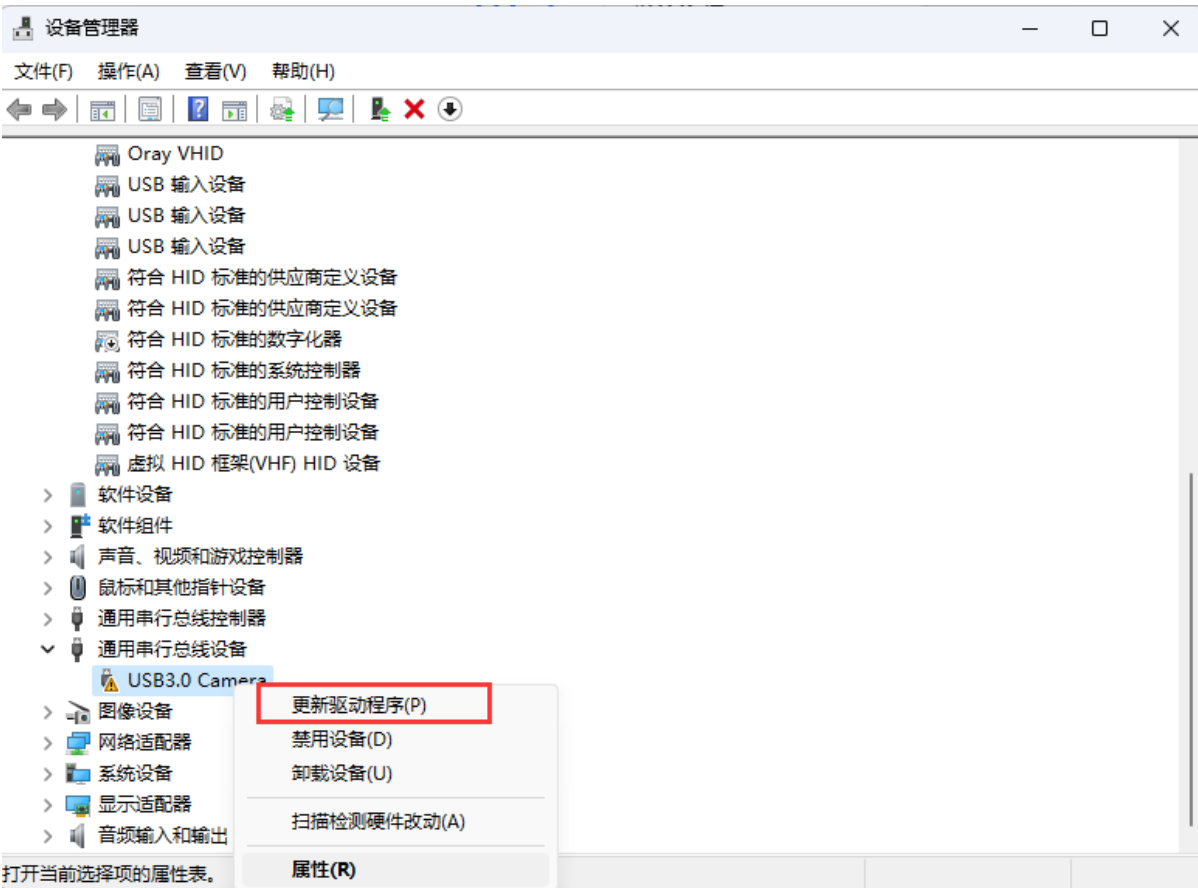 设备管理器
文件(F) 操作(A) 查看(V) 帮助(H)
Oray VHID
USB 输入设备
USB 输入设备
USB 输入设备
符合 HID 标准的供应商定义设备
符合 HID 标准的供应商定义设备
符合 HID 标准的数字化器
符合 HID 标准的系统控制器
符合 HID 标准的用户控制设备
符合 HID 标准的用户控制设备
虚拟 HID 框架(VHF) HID 设备
软件设备
软件组件
声音、视频和游戏控制器
鼠标和其他指针设备
通用串行总线控制器
通用串行总线设备
USB3.0 Camera
更新驱动程序(P)
图像设备
禁用设备(D)
网络适配器
卸载设备(U)
系统设备
显示适配器
扫描检测硬件改动(A)
音频输入和输出
属性(R)
打开当前选择项的属性表。